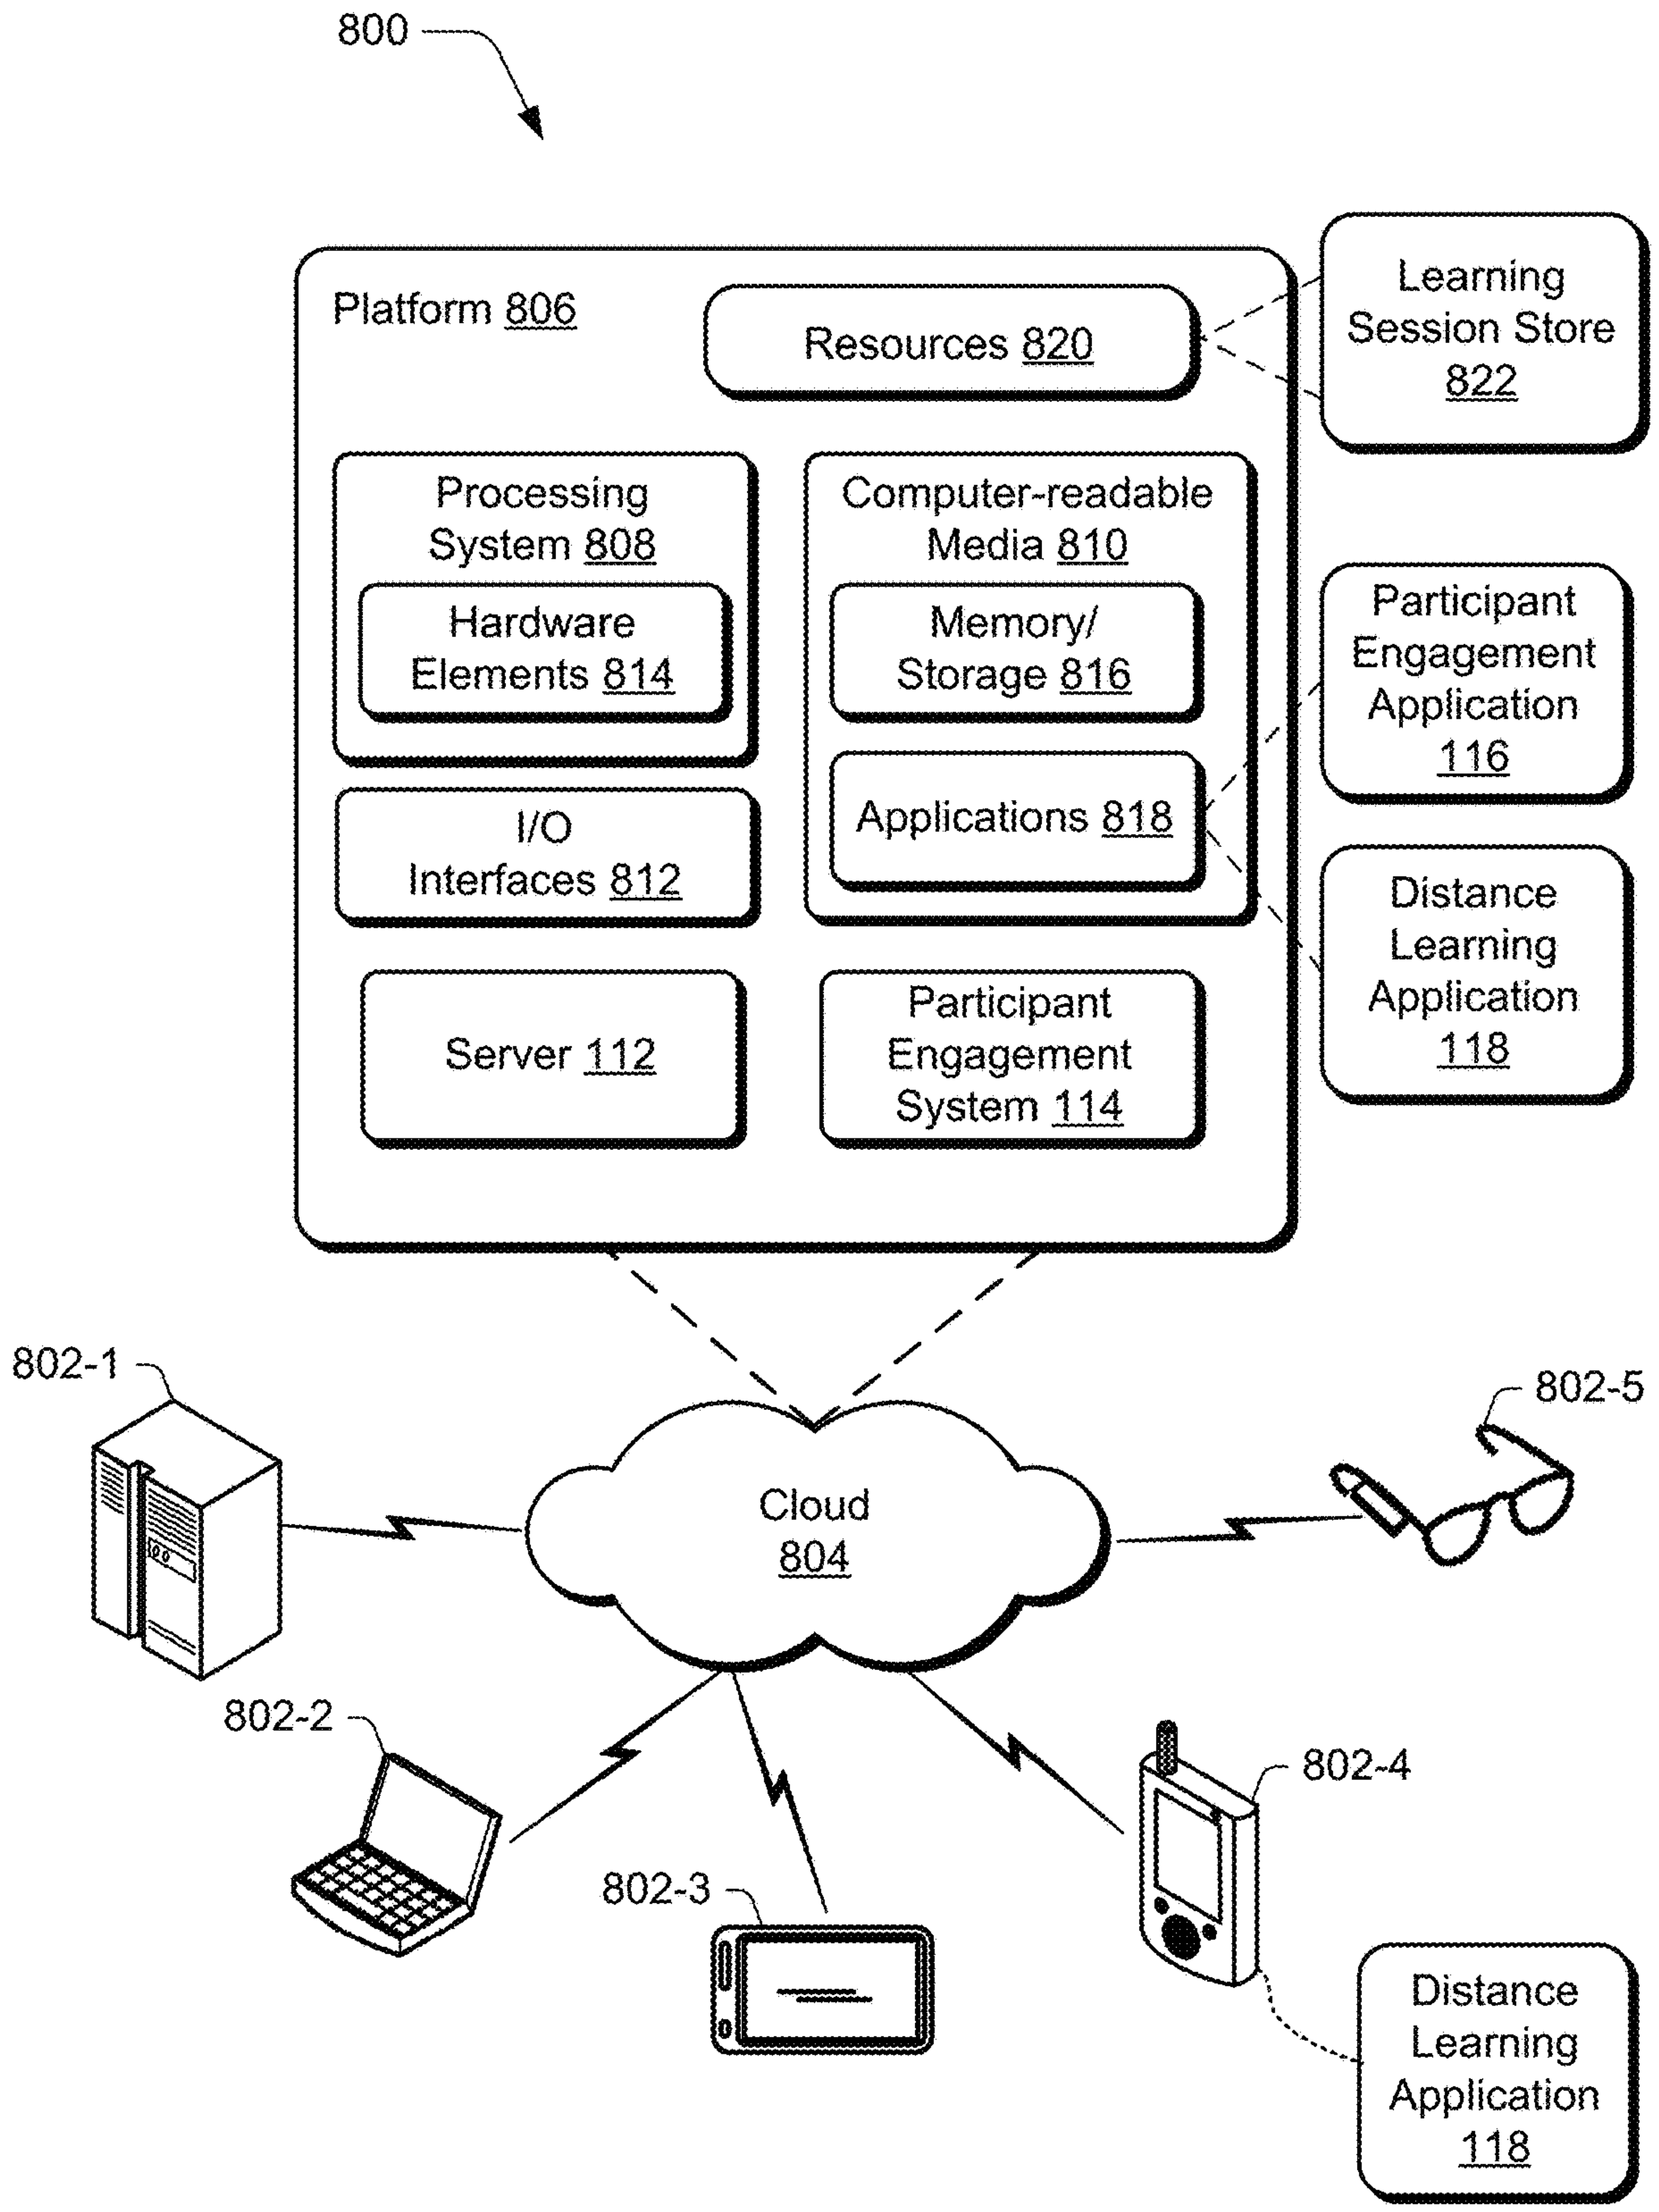 800
Platform 806
Resources 820
Learning
Session Store
822
Processing
System 808
Hardware
Elements 814
Computer-readable
Media 810
Memory/
Storage 816
Applications 818
Participant
Engagement
Application
116
I/O
Interfaces 812
Distance
Learning
Application
118
Server 112
Participant
Engagement
System 114
802-1
Cloud
804
802-5
802-2
802-3
802-4
Distance
Learning
Application
118